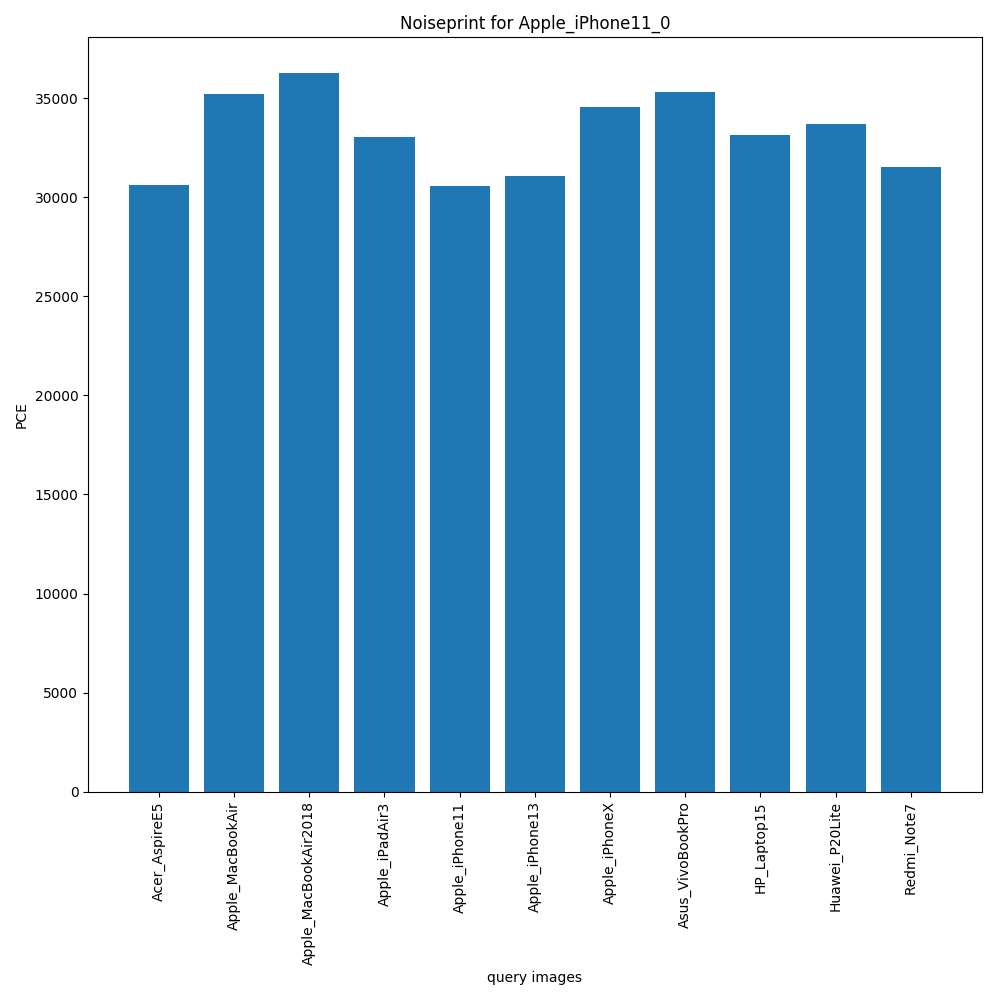 Noiseprint for Apple_iPhone11_0
PCE
35000
30000
25000
20000
15000
10000
5000
0
Acer_AspireE5
Apple_MacBookAir
Apple_MacBookAir2018
Apple_iPadAir3
Apple_iPhone11
Apple_iPhone13
Apple_iPhoneX
Asus_VivoBookPro
HP_Laptop15
Huawei_P20Lite
Redmi_Note7
query images